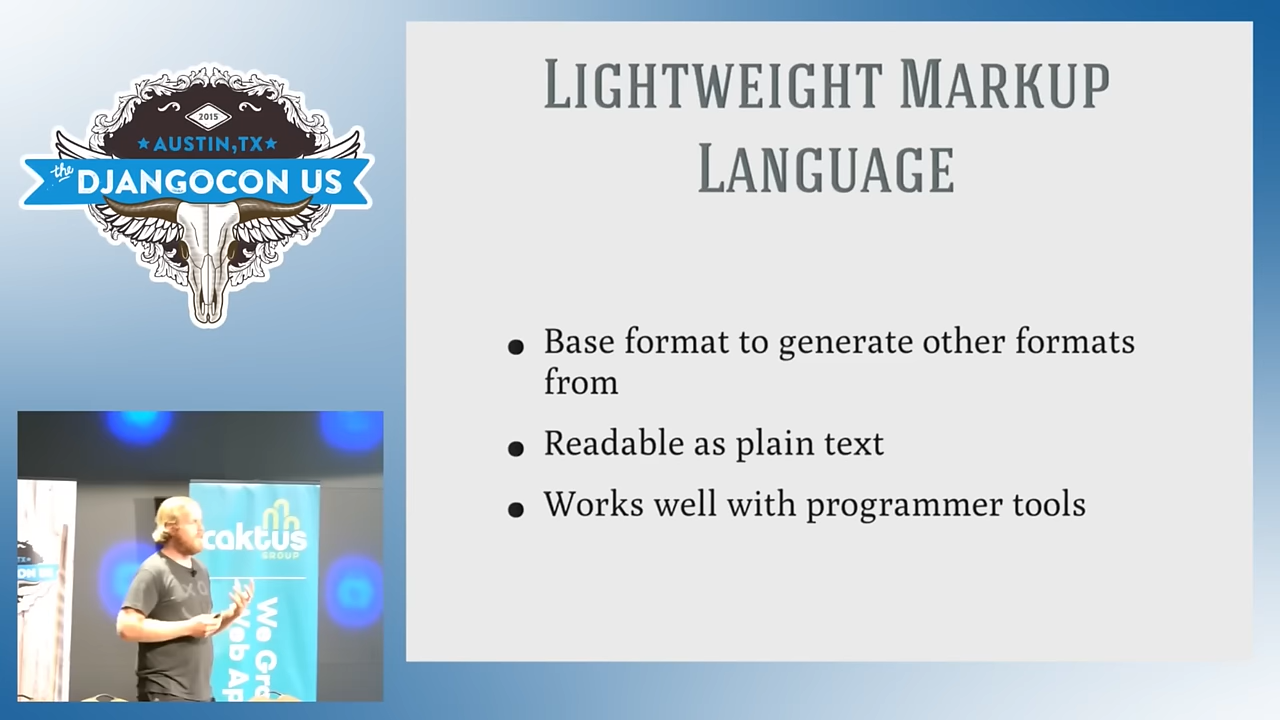 2015
AUSTIN, TX
the
DJANGOCON US
LIGHTWEIGHT MARKUP
LANGUAGE
Base format to generate other formats
from
Readable as plain text
Works well with programmer tools
caktus
GROUP
We Gro
Web Ap